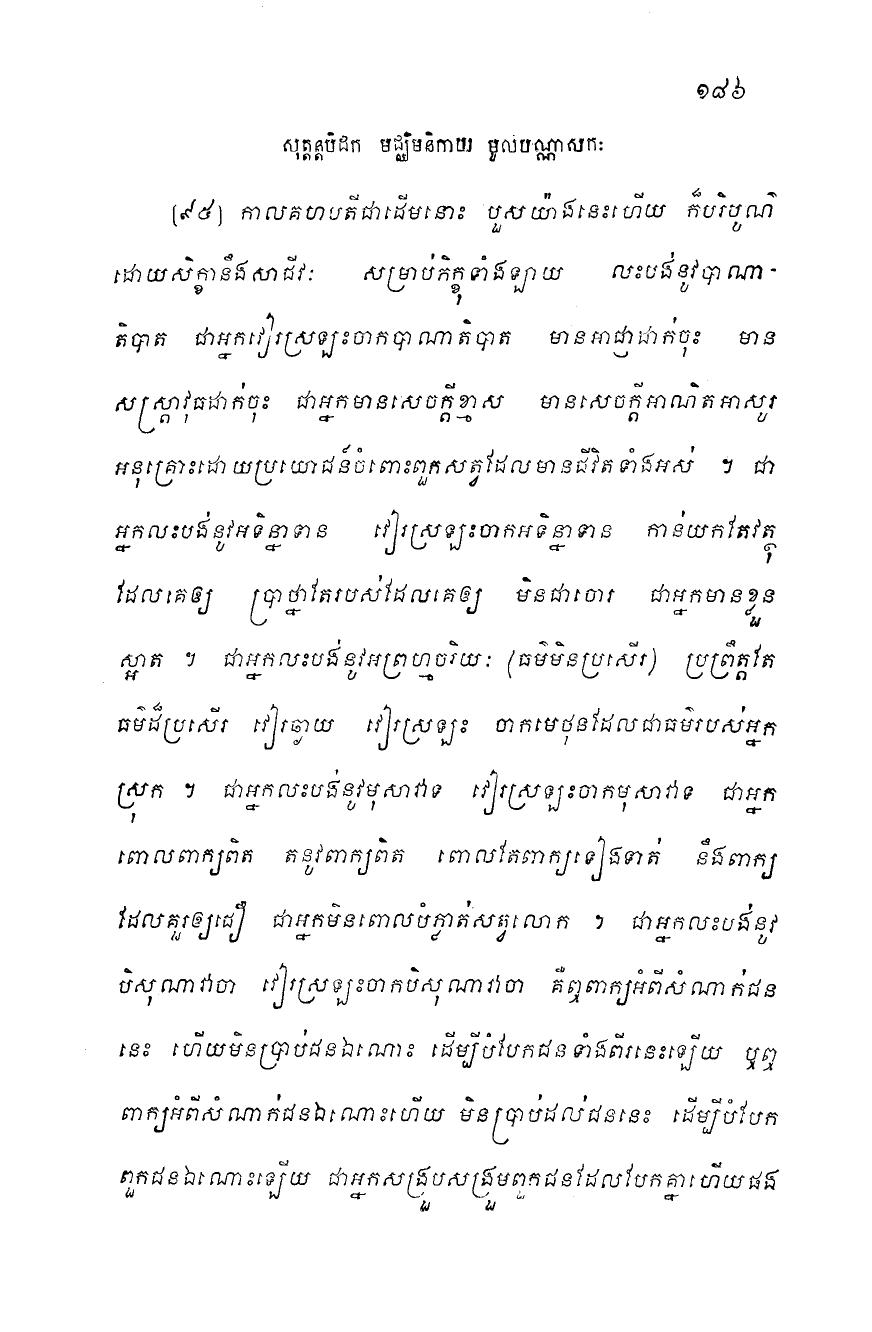 ១៨៦
សុត្តន្តបិដក មជ្ឈិមនិកាយ មូលបណ្ណាសកៈ
(៩៥) កាលគហបតីជាដើមនោះ បួសយ៉ាងនេះហើយ ក៏បរិបូណ៌
ដោយសិក្ខានឹងសាជីវៈ សម្រាប់ភិក្ខុទាំងឡាយ លះបង់នូវបាណា-
តិបាត ជាអ្នកវៀរស្រឡះចាកបាណាតិបាត មានអាជ្ញាដាក់ចុះ មាន
សស្ត្រាវុធដាក់ចុះ ជាអ្នកមានសេចក្តីខ្មាស មានសេចក្តីអាណិតអាសូរ
អនុគ្រោះដោយប្រយោជន៍ចំពោះពួកសត្វដែលមានជីវិតទាំងអស់ ។ ជា
អ្នកលះបង់នូវអទិន្នាទាន វៀរស្រឡះចាកអទិន្នាទាន កាន់យកតែវត្ថុ
ដែលគេឲ្យ ប្រាថ្នាតែរបស់ដែលគេឲ្យ មិនជាចោរ ជាអ្នកមានខ្លួន
ស្អាត ។ ជាអ្នកលះបង់នូវអព្រហ្មចរិយៈ (ធម៌មិនប្រសើរ) ប្រព្រឹត្តតែ
ធម៌ដ៏ប្រសើរ វៀរឆ្ងាយ វៀរស្រឡះ ចាកមេថុនដែលជាធម៌របស់អ្នក
ស្រុក ។ ជាអ្នកលះបង់នូវមុសាវាទ វៀរស្រឡះចាកមុសាវាទ ជាអ្នក
ពោលពាក្យពិត តនូវពាក្យពិត ពោលតែពាក្យទៀងទាត់ នឹងពាក្យ
ដែលគួរឲ្យជឿ ជាអ្នកមិនពោលបំភ្លាត់សត្វលោក ។ ជាអ្នកលះបង់នូវ
បិសុណាវាចា វៀរស្រឡះចាកបិសុណាវាចា គឺឮពាក្យអំពីសំណាក់ជន
នេះ ហើយមិនប្រាប់ជនឯណោះ ដើម្បីបំបែកជនទាំងពីរនេះឡើយ ឬឮ
ពាក្យអំពីសំណាក់ជនឯណោះហើយ មិនប្រាប់ដល់ជននេះ ដើម្បីបំបែក
ពួកជនឯណោះឡើយ ជាអ្នកសង្រួបសង្រួមពួកជនដែលបែកគ្នាហើយផង